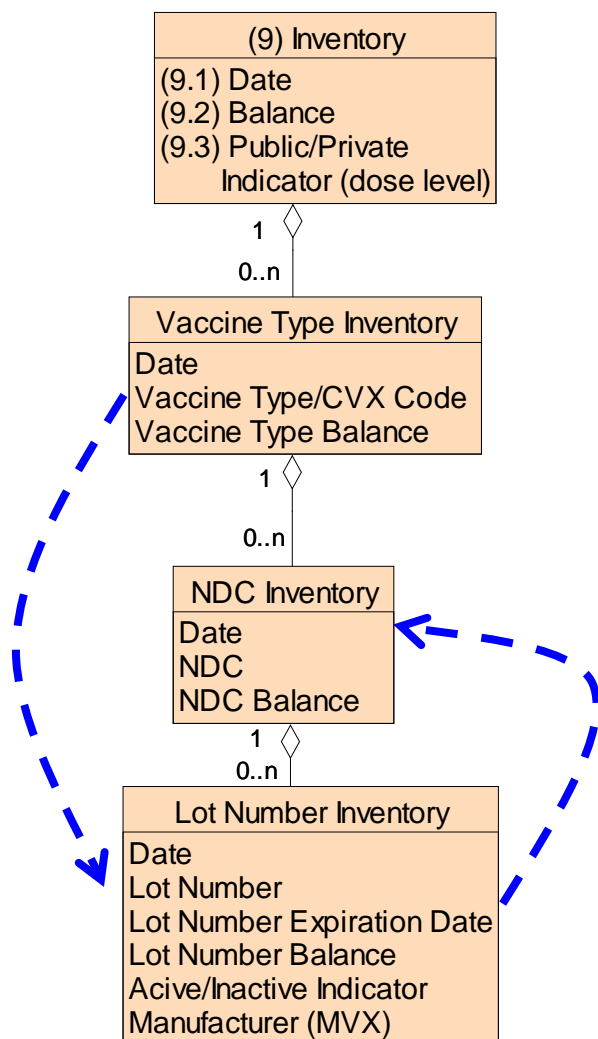 (9) Inventory
(9.1) Date
(9.2) Balance
(9.3) Public/Private
Indicator (dose level)
1
0..n
Vaccine Type Inventory
Date
Vaccine Type/CVX Code
Vaccine Type Balance
1
0..n
NDC Inventory
Date
NDC
NDC Balance
1
0..n
Lot Number Inventory
Date
Lot Number
Lot Number Expiration Date
Lot Number Balance
Acive/Inactive Indicator
Manufacturer (MVX)